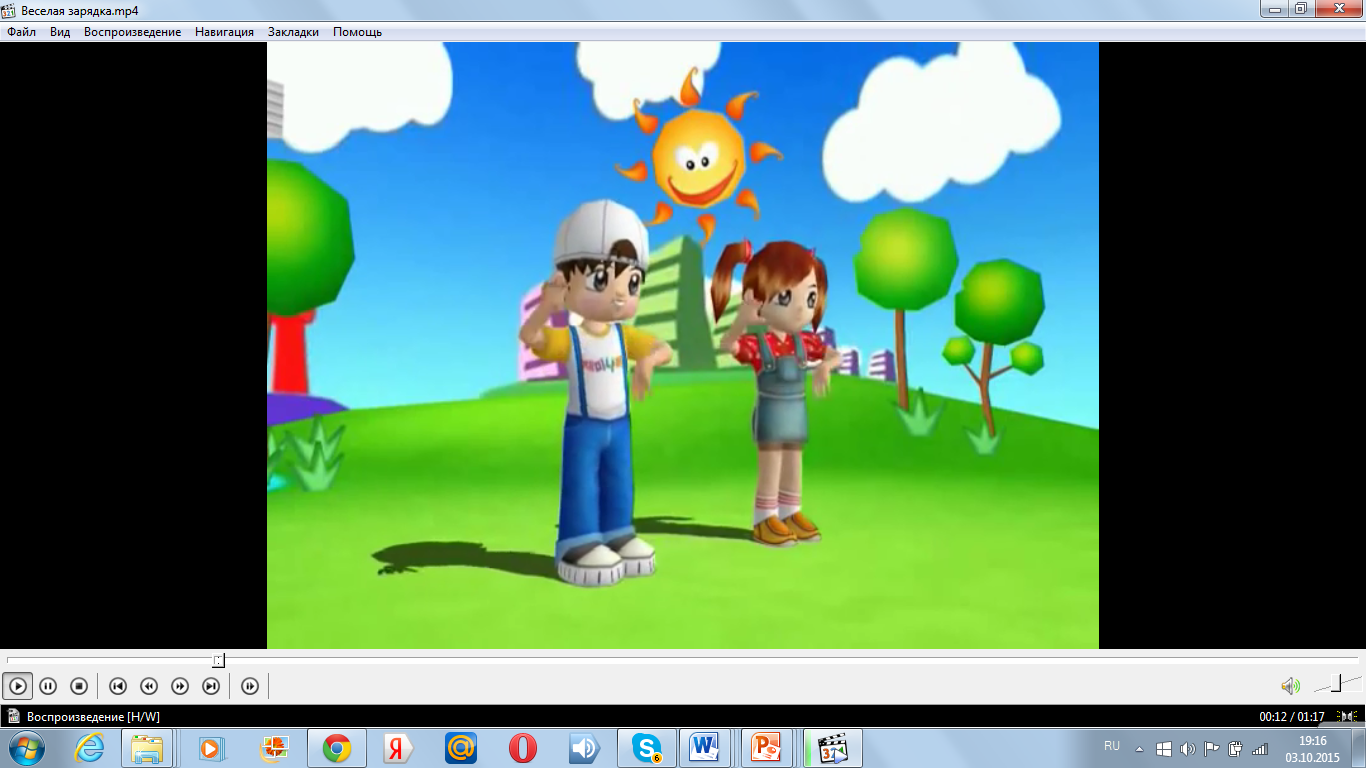 Веселая зарядка.mp4
Файл Вид Воспроизведение Навигация Закладки Помощь
Воспроизведение [H/W]
00:12 / 01:17
RU
19:16
03.10.2015